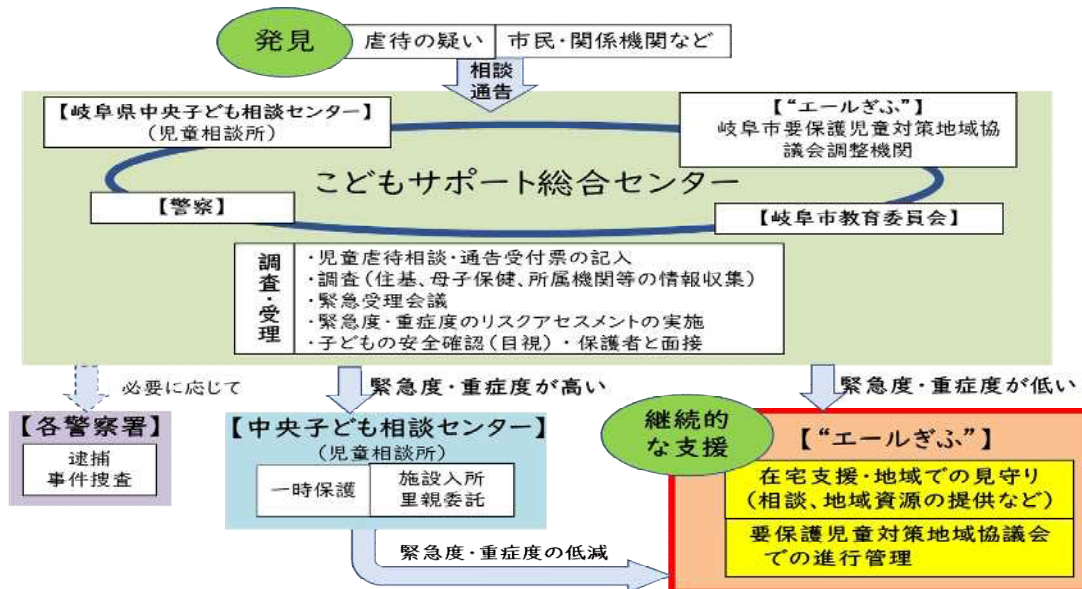 発見
虐待の疑い
市民・関係機関など
相談
通告
【岐阜県中央子ども相談センター】
(児童相談所)
【“エールぎふ”】
岐阜市要保護児童対策地域協
議会調整機関
こどもサポート総合センター
【警察】
【岐阜市教育委員会】
調査・受理
・児童虐待相談・通告受付票の記入
・調査(住基、母子保健、所属機関等の情報収集)
・緊急受理会議
・緊急度・重症度のリスクアセスメントの実施
・子どもの安全確認(目視)・保護者と面接
必要に応じて
緊急度・重症度が高い
緊急度・重症度が低い
【各警察署】
逮捕
事件捜査
【中央子ども相談センター】
(児童相談所)
一時保護
施設入所
里親委託
継続的
な支援
【“エールぎふ”】
在宅支援・地域での見守り
(相談、地域資源の提供など)
要保護児童対策地域協議会
での進行管理
緊急度・重症度の低減